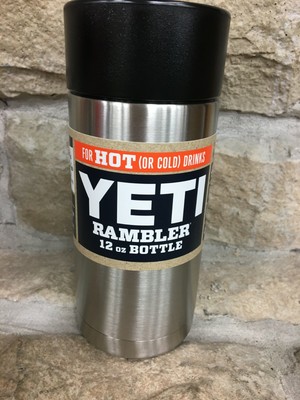 FOR HOT (OR COLD) DRINKS
YETI
RAMBLER
12 oz BOTTLE